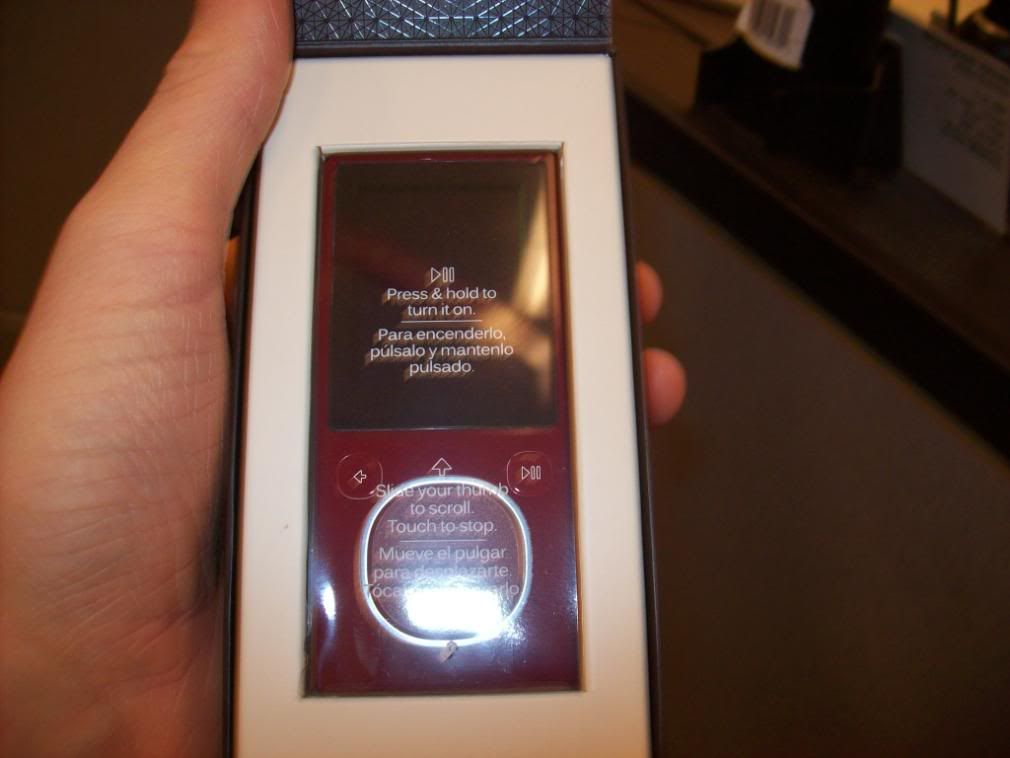 Press & hold to
turn it on.
Para encenderlo,
púlsalo y mantenlo
pulsado.
Slide your thumb
to scroll.
Touch to stop.
Mueve el pulgar
para desplazarte.